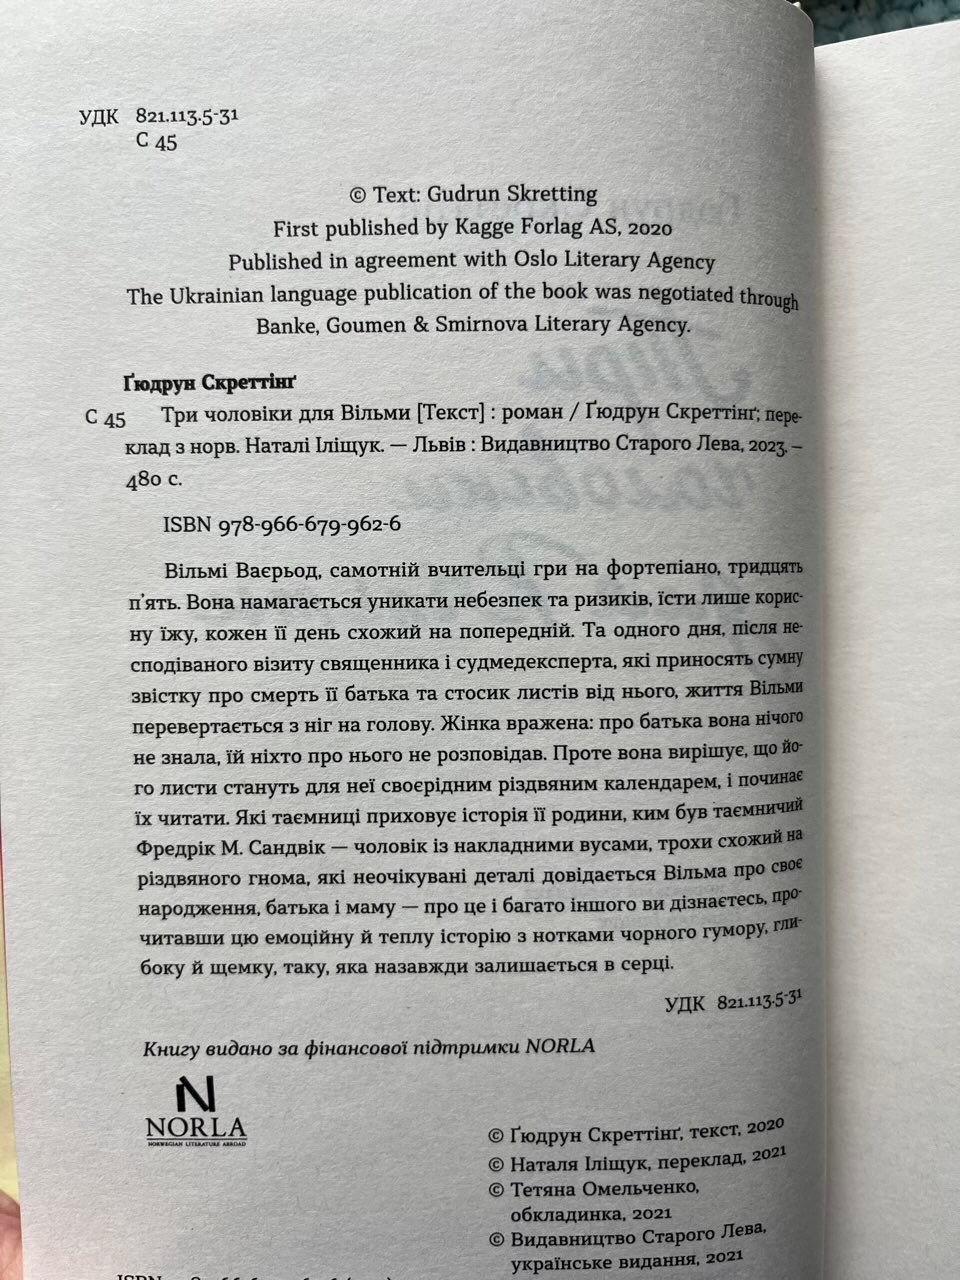 УДК 821.113.5-31
С 45
© Text: Gudrun Skretting
First published by Kagge Forlag AS, 2020
Published in agreement with Oslo Literary Agency
The Ukrainian language publication of the book was negotiated through
Banke, Goumen & Smirnova Literary Agency.
Ґюдрун Скреттінґ
С 45 Три чоловіки для Вільми [Текст] : роман / Ґюдрун Скреттінґ; пере-
клад з норв. Наталі Іліщук. — Львів : Видавництво Старого Лева, 2023. –
480 с.
ISBN 978-966-679-962-6
Вільмі Ваєрьод, самотній вчительці гри на фортепіано, тридцять
п'ять. Вона намагається уникати небезпек та ризиків, їсти лише корис-
ну їжу, кожен її день схожий на попередній. Та одного дня, після не-
сподіваного візиту священника і судмедексперта, які приносять сумну
звістку про смерть її батька та стосик листів від нього, життя Вільми
перевертається з ніг на голову. Жінка вражена: про батька вона нічого
не знала, їй ніхто про нього не розповідав. Проте вона вирішує, що йо-
го листи стануть для неї своєрідним різдвяним календарем, і починає
їх читати. Які таємниці приховує історія її родини, ким був таємничий
Фредрік М. Сандвік — чоловік із накладними вусами, трохи схожий на
різдвяного гнома, які неочікувані деталі довідається Вільма про своє
народження, батька і маму — про це і багато іншого ви дізнаєтесь, про-
читавши цю емоційну й теплу історію з нотками чорного гумору, гли-
боку й щемку, таку, яка назавжди залишається в серці.
УДК 821.113.5-31
Книгу видано за фінансової підтримки NORLA
N
NORLA
NORWEGIAN LITERATURE ABROAD
© Ґюдрун Скреттінґ, текст, 2020
© Наталя Іліщук, переклад, 2021
© Тетяна Омельченко,
обкладинка, 2021
© Видавництво Старого Лева,
українське видання, 2021